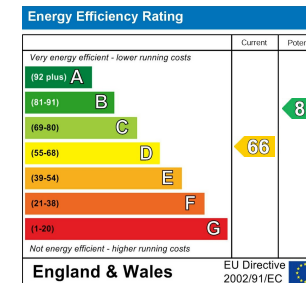 Energy Efficiency Rating
Current
Very energy efficient - lower running costs
(92 plus) A
(81-91) B
(69-80) C
(55-68) D
66
(39-54) E
(21-38) F
(1-20) G
Not energy efficient - higher running costs
England & Wales
EU Directive
2002/91/EC